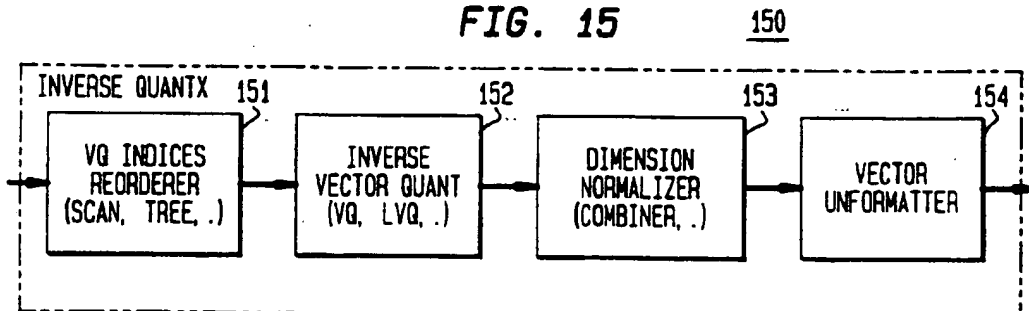 FIG. 15
150
INVERSE QUANTX
151
152
153
154
VQ INDICES
REORDERER
(SCAN, TREE, .)
INVERSE
VECTOR QUANT
(VQ, LVQ, .)
DIMENSION
NORMALIZER
(COMBINER, .)
VECTOR
UNFORMATTER